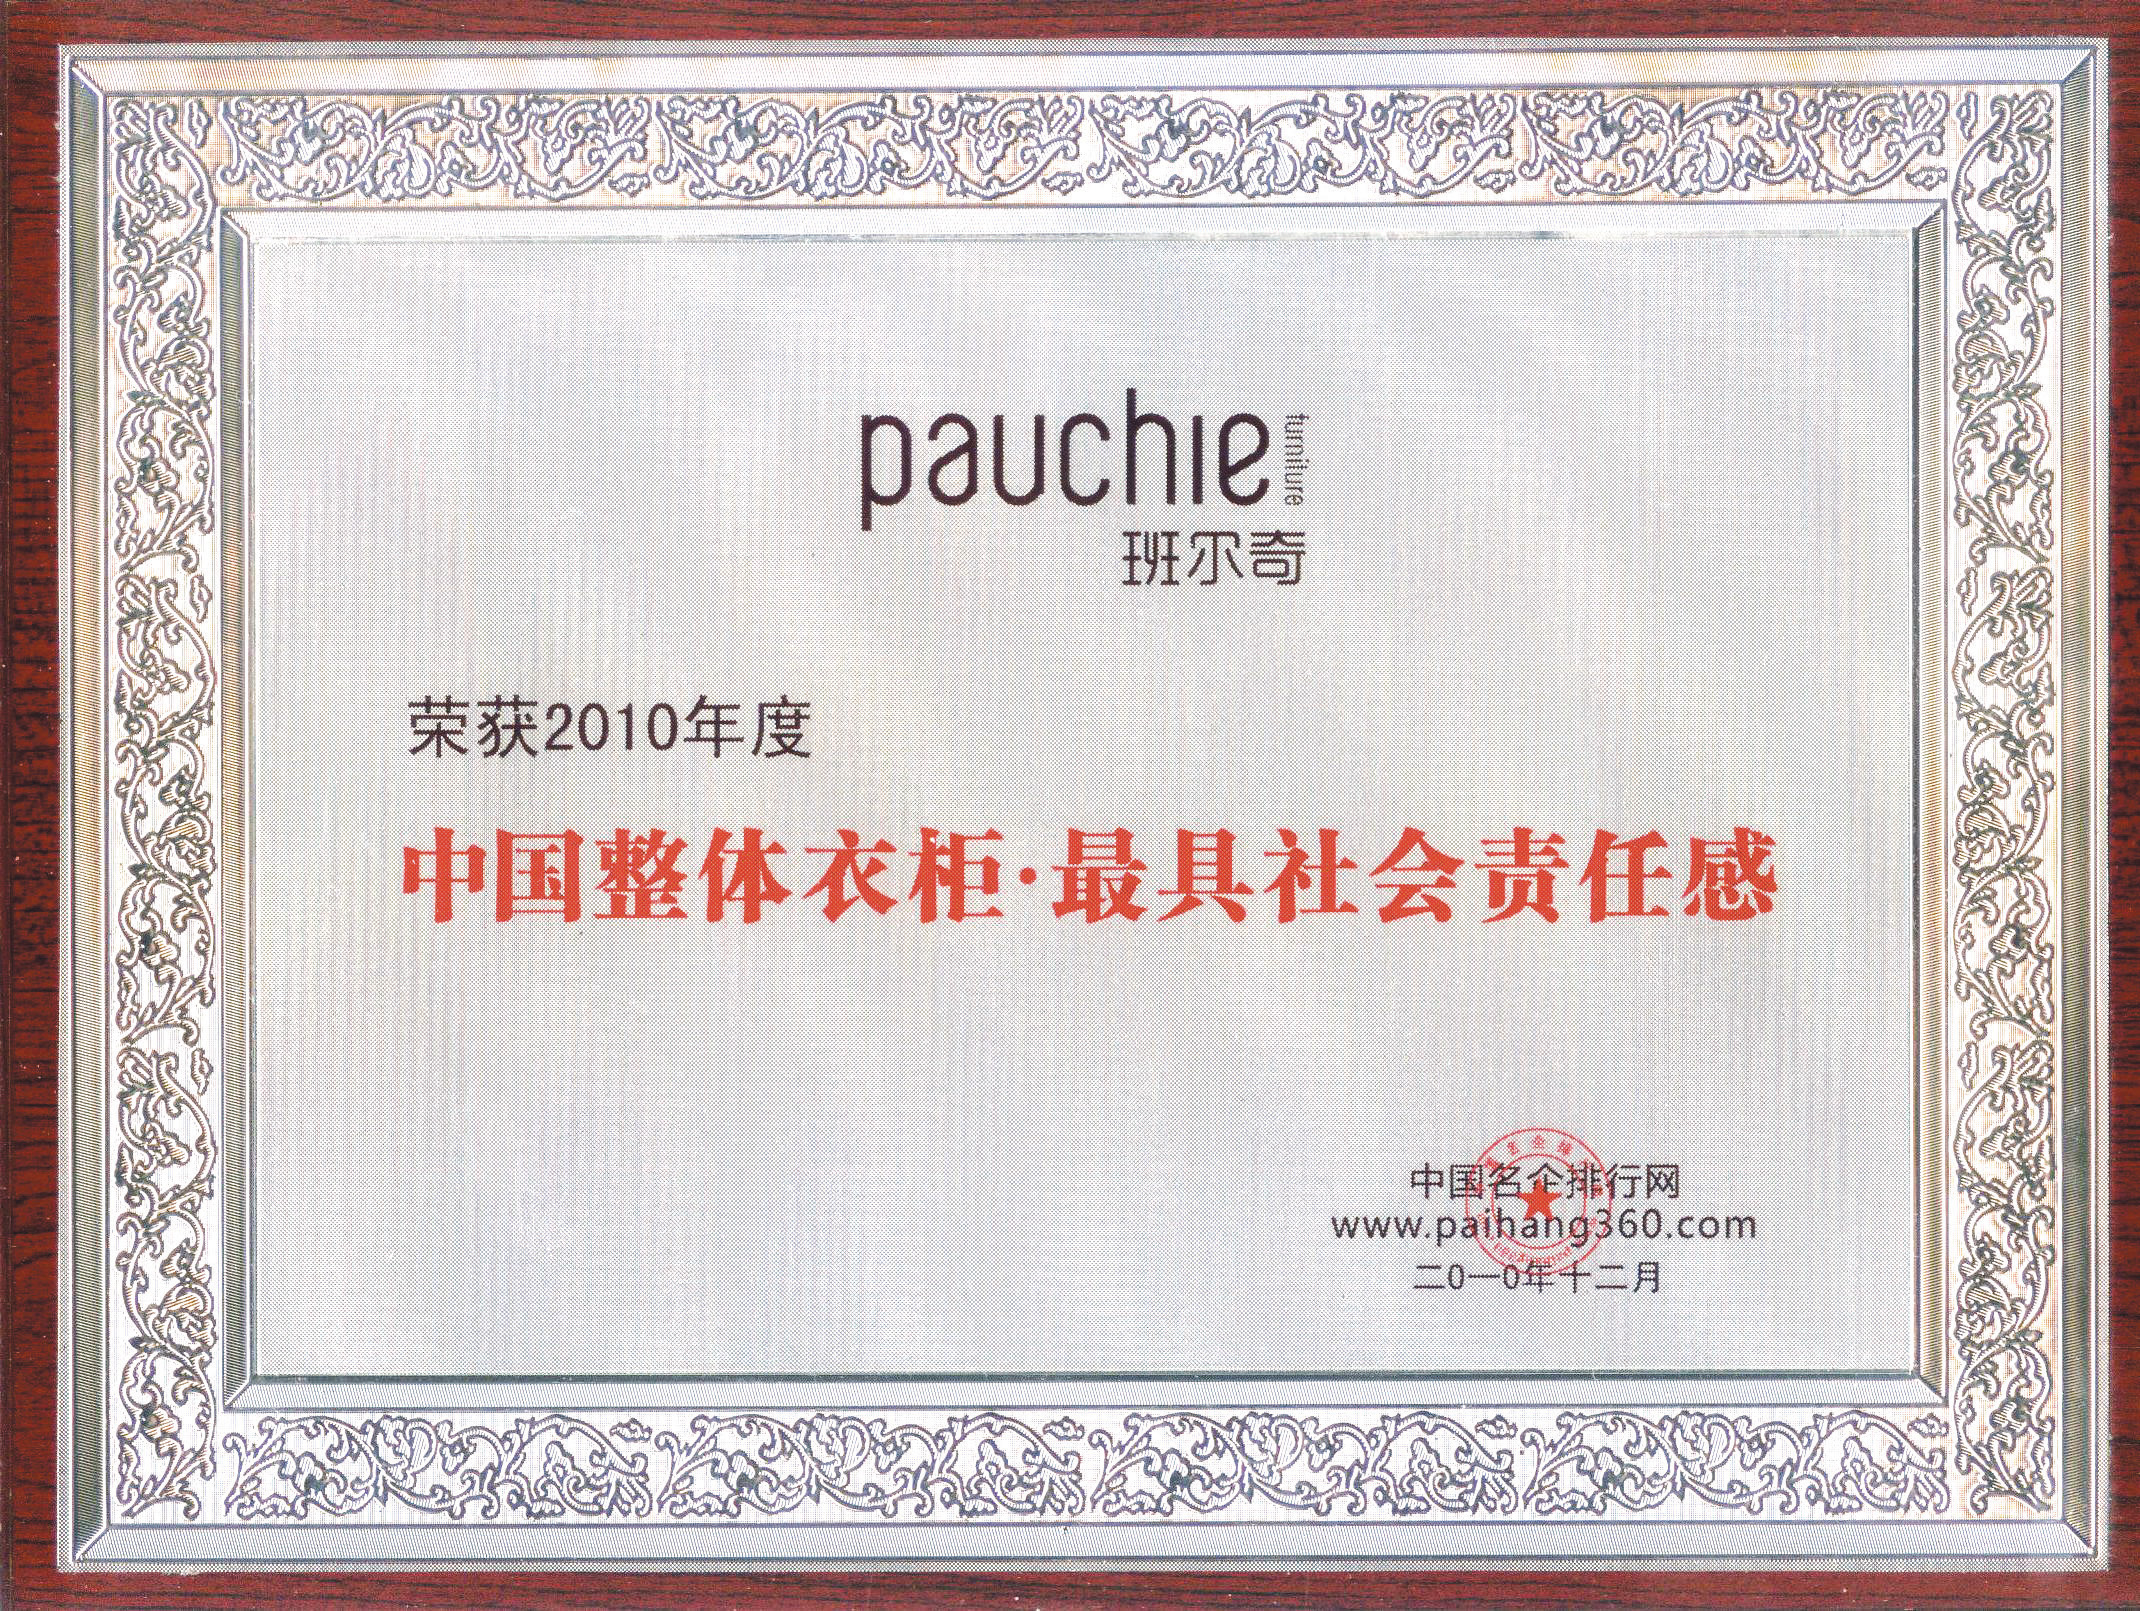 pauchie furniture
班尔奇
荣获2010年度
中国整体衣柜·最具社会责任感
中国名企排行网
www.paihang360.com
二0一0年十二月